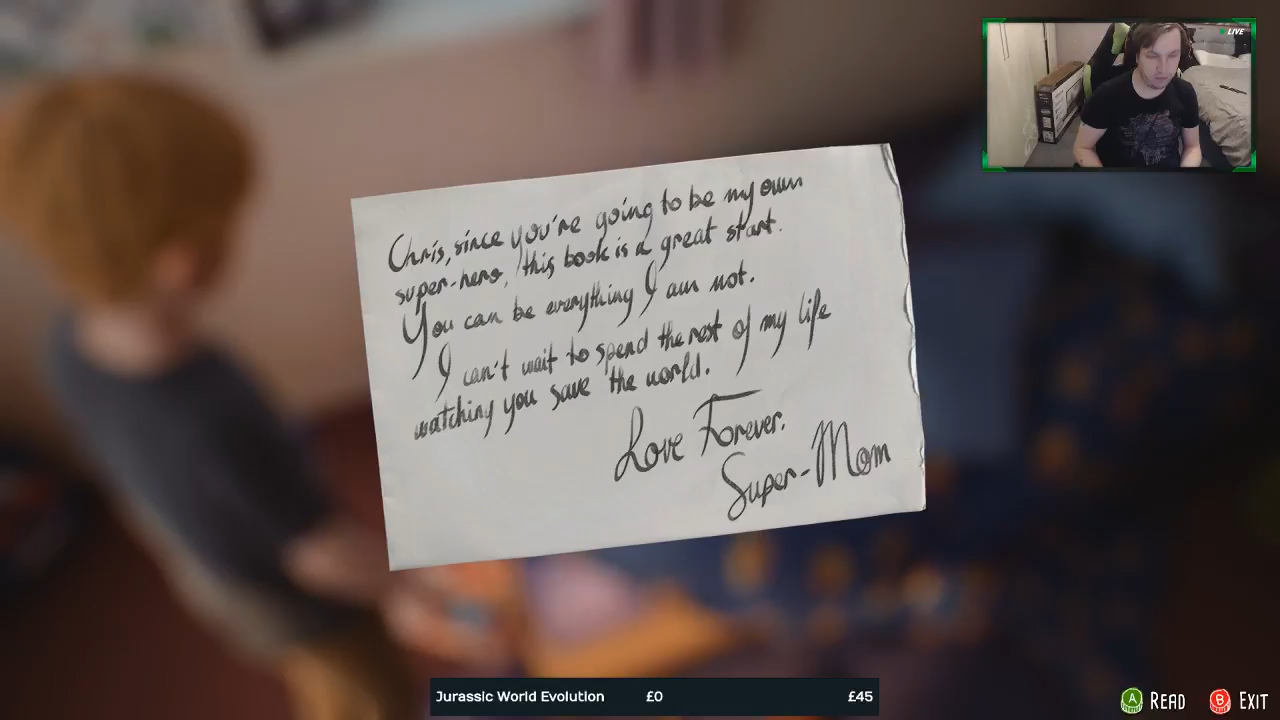 LIVE
Chris, since you're going to be my own
super-hero, this book is a great start.
You can be everything I am not.
I can't wait to spend the rest of my life
watching you save the world.
Love Forever.
Super-Mom
Jurassic World Evolution £0 £45
A READ B EXIT